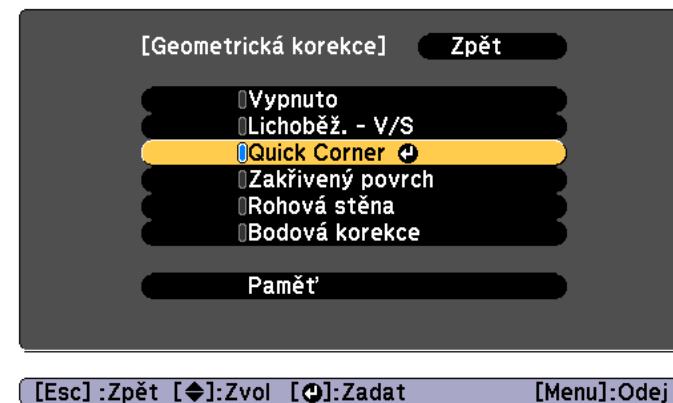 [Geometrická korekce] Zpět
Vypnuto
Lichoběž. - V/S
Quick Corner
Zakřivený povrch
Rohová stěna
Bodová korekce
Paměť
[Esc] :Zpět [◆]:Zvol [⏎]:Zadat [Menu]:Odej